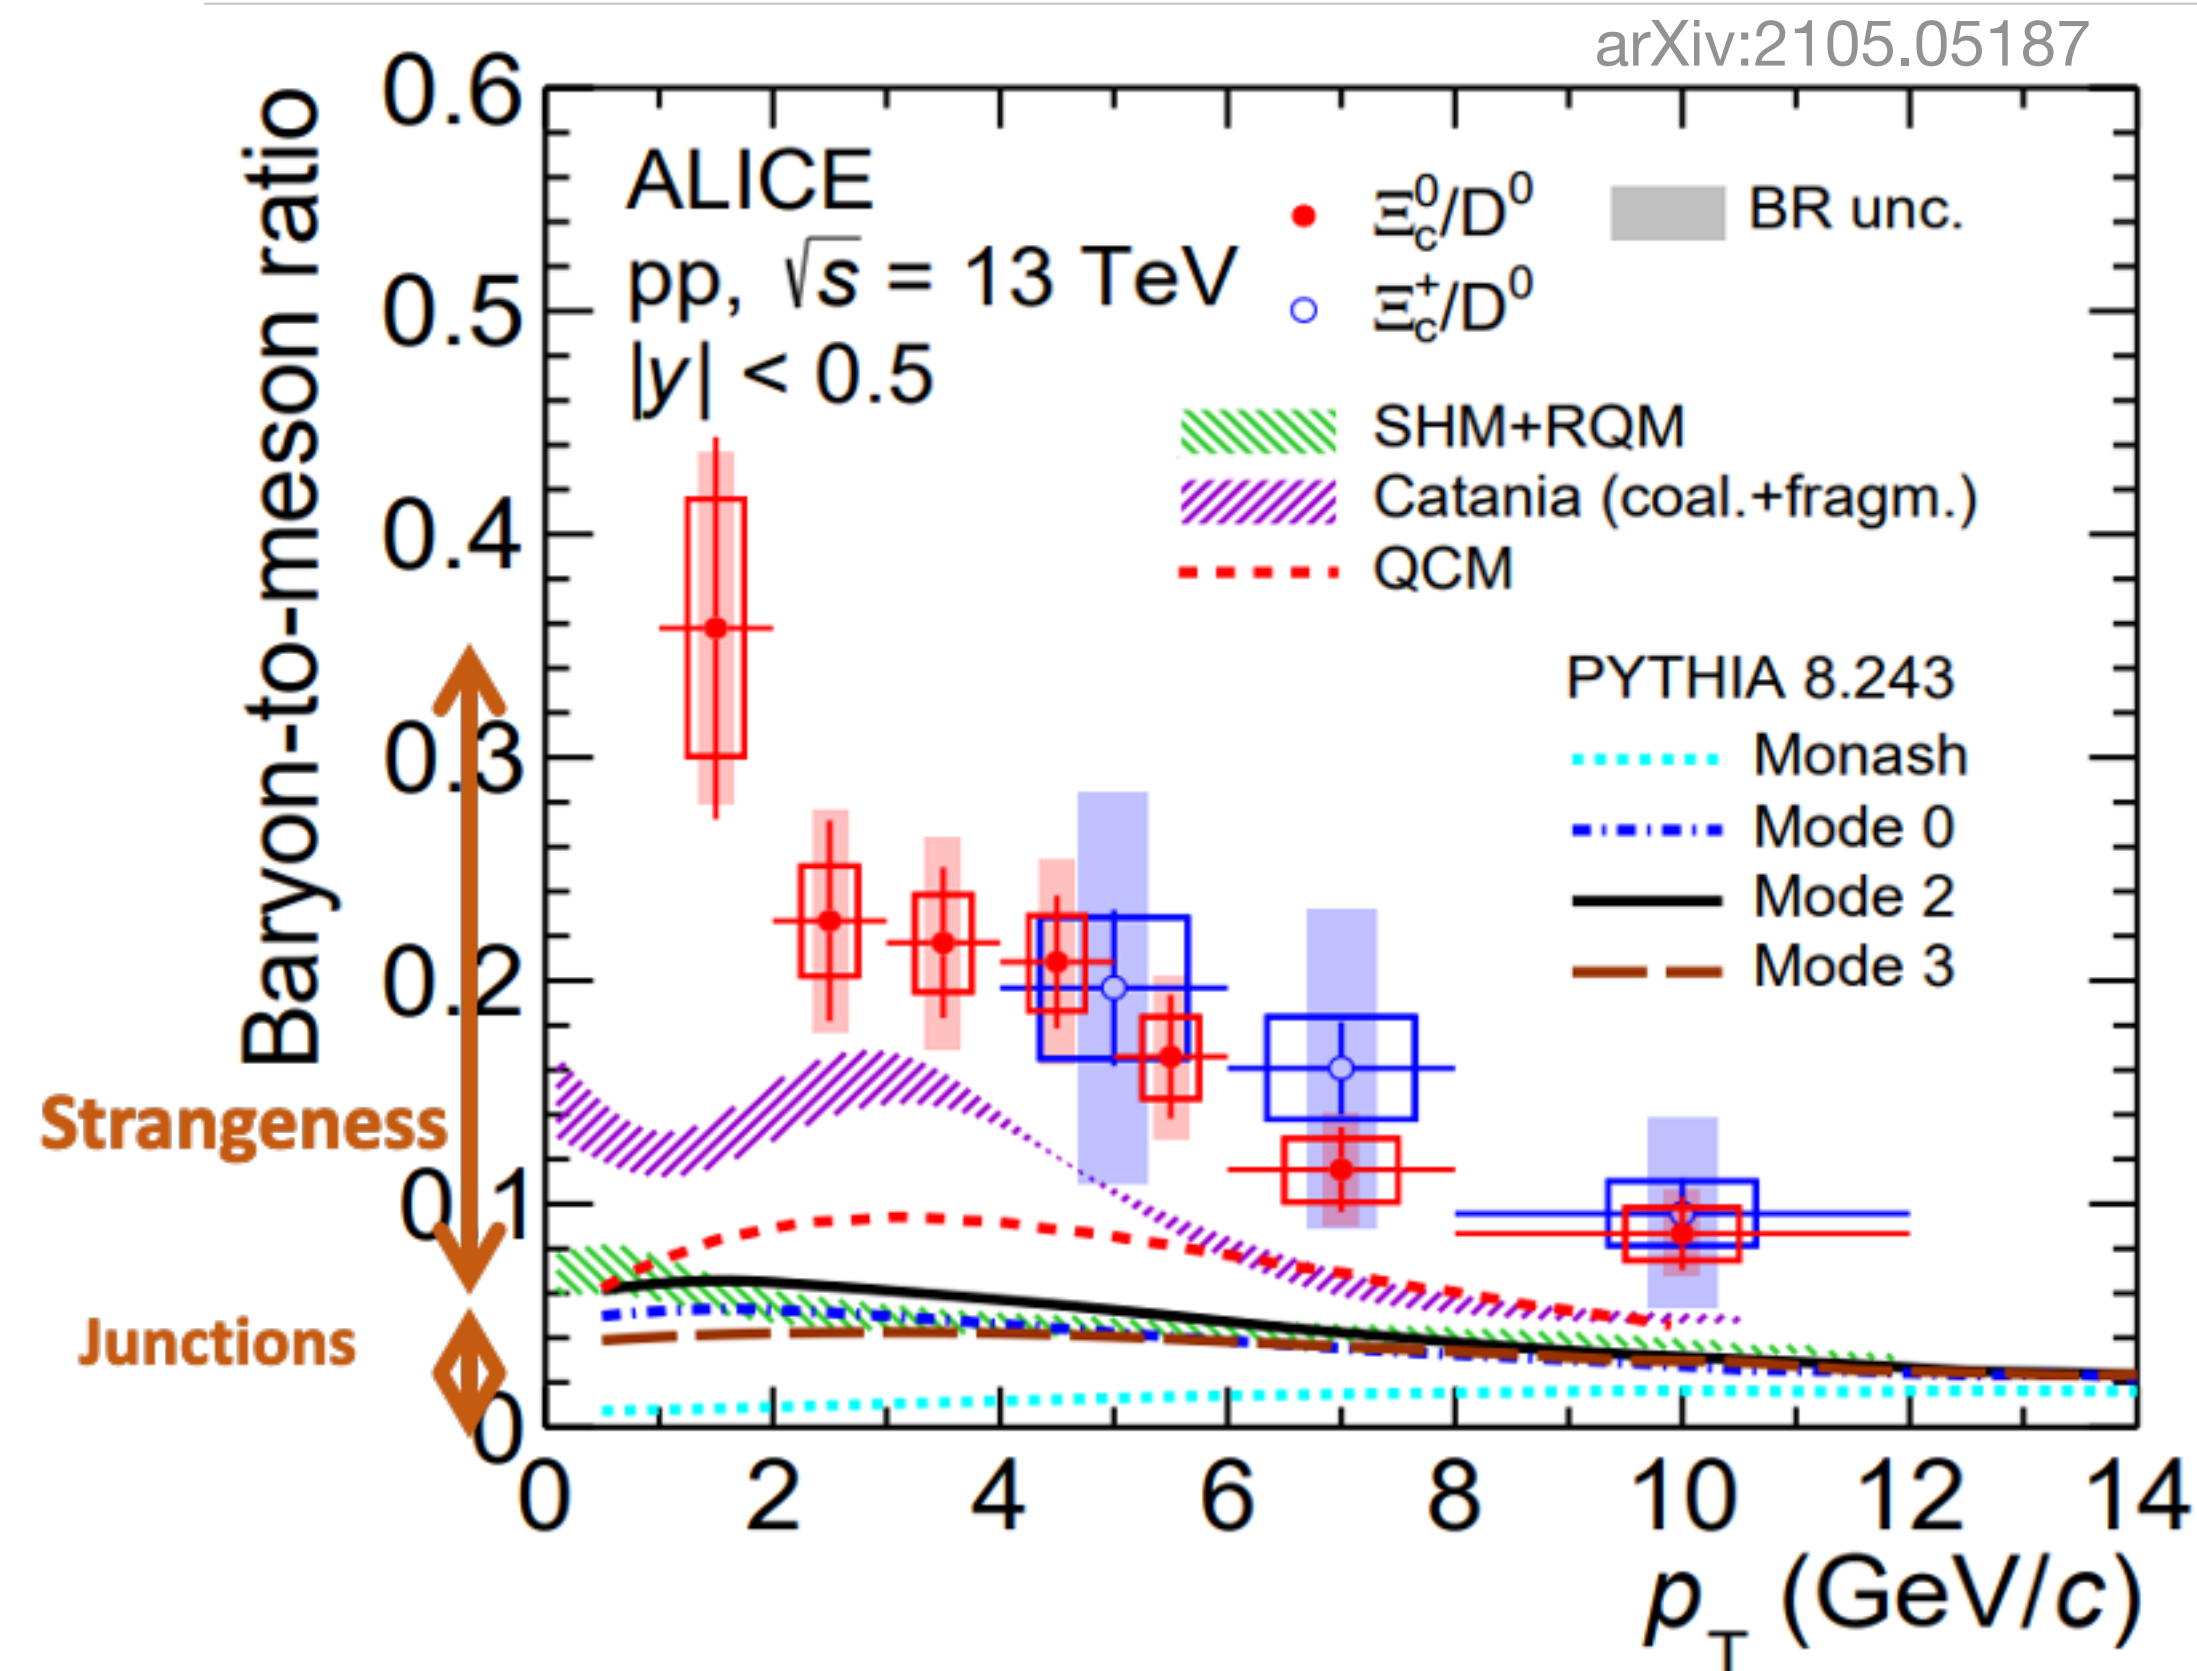 arXiv:2105.05187
Baryon-to-meson ratio
0.6
0.5
0.4
0.3
0.2
0.1
0
ALICE
pp, √s = 13 TeV
|y| < 0.5
Ξc0/D0
BR unc.
Ξc+/D0
SHM+RQM
Catania (coal.+fragm.)
QCM
PYTHIA 8.243
Monash
Mode 0
Mode 2
Mode 3
Strangeness
Junctions
0 2 4 6 8 10 12 14
pT (GeV/c)